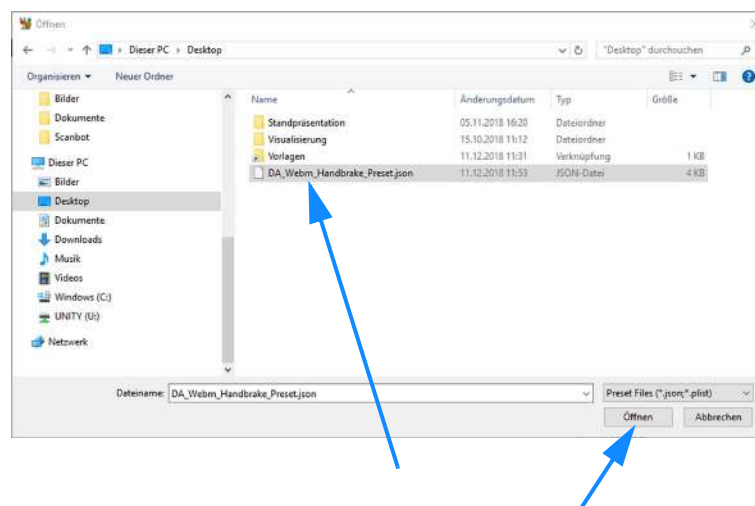 Öffnen
Dieser PC › Desktop
"Desktop" durchsuchen
Organisieren
Neuer Ordner
Bilder
Dokumente
Scanbot
Dieser PC
Bilder
Desktop
Dokumente
Downloads
Musik
Videos
Windows (C:)
UNITY (U:)
Netzwerk
Name Änderungsdatum Typ Größe
Standpräsentation 05.11.2018 16:20 Dateiordner
Visualisierung 15.10.2018 11:12 Dateiordner
Vorlagen 11.12.2018 11:31 Verknüpfung 1 KB
DA_Webm_Handbrake_Preset.json 11.12.2018 11:53 JSON-Datei 4 KB
Dateiname: DA_Webm_Handbrake_Preset.json
Preset Files (*.json;*.plist)
Öffnen Abbrechen